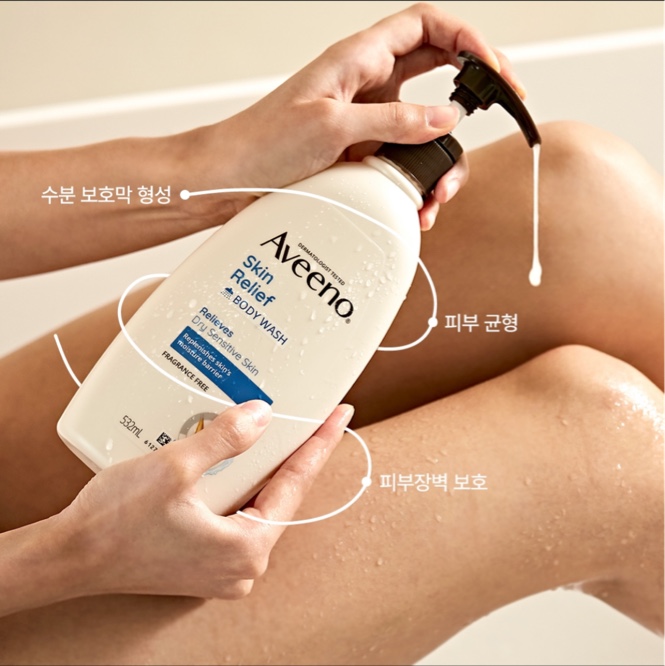 수분 보호막 형성
DERMATOLOGIST TESTED
Aveeno®
Skin
Relief
BODY WASH
피부 균형
Relieves
Dry Sensitive Skin
Replenishes skin's
moisture barrier
FRAGRANCE FREE
532mL
피부장벽 보호